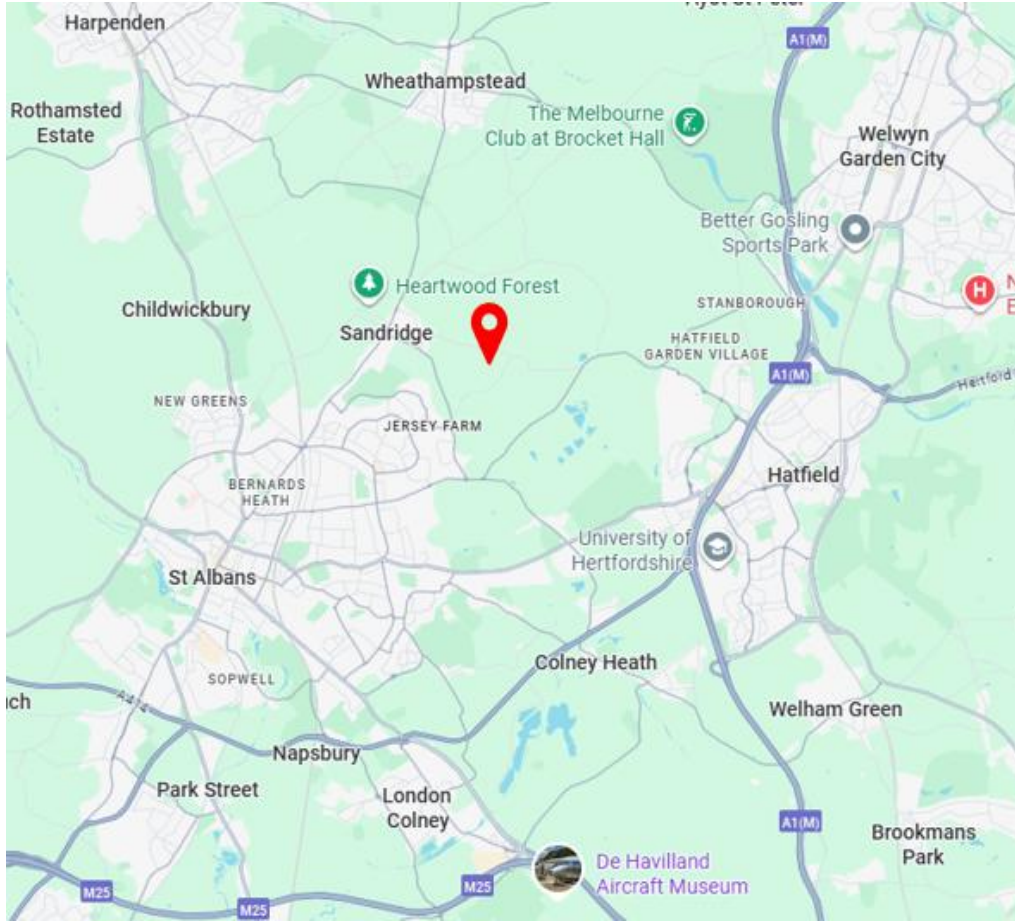 Harpenden
A1(M)
Wheathampstead
Rothamsted
Estate
The Melbourne
Club at Brocket Hall
Welwyn
Garden City
Better Gosling
Sports Park
Heartwood Forest
H
Childwickbury
Sandridge
STANBOROUGH
HATFIELD
GARDEN VILLAGE
A1(M)
NEW GREENS
JERSEY FARM
BERNARDS
HEATH
Hatfield
University of
Hertfordshire
St Albans
Colney Heath
SOPWELL
A414
Welham Green
Napsbury
Park Street
London
Colney
A1(M)
Brookmans
Park
De Havilland
Aircraft Museum
M25
M25
M25